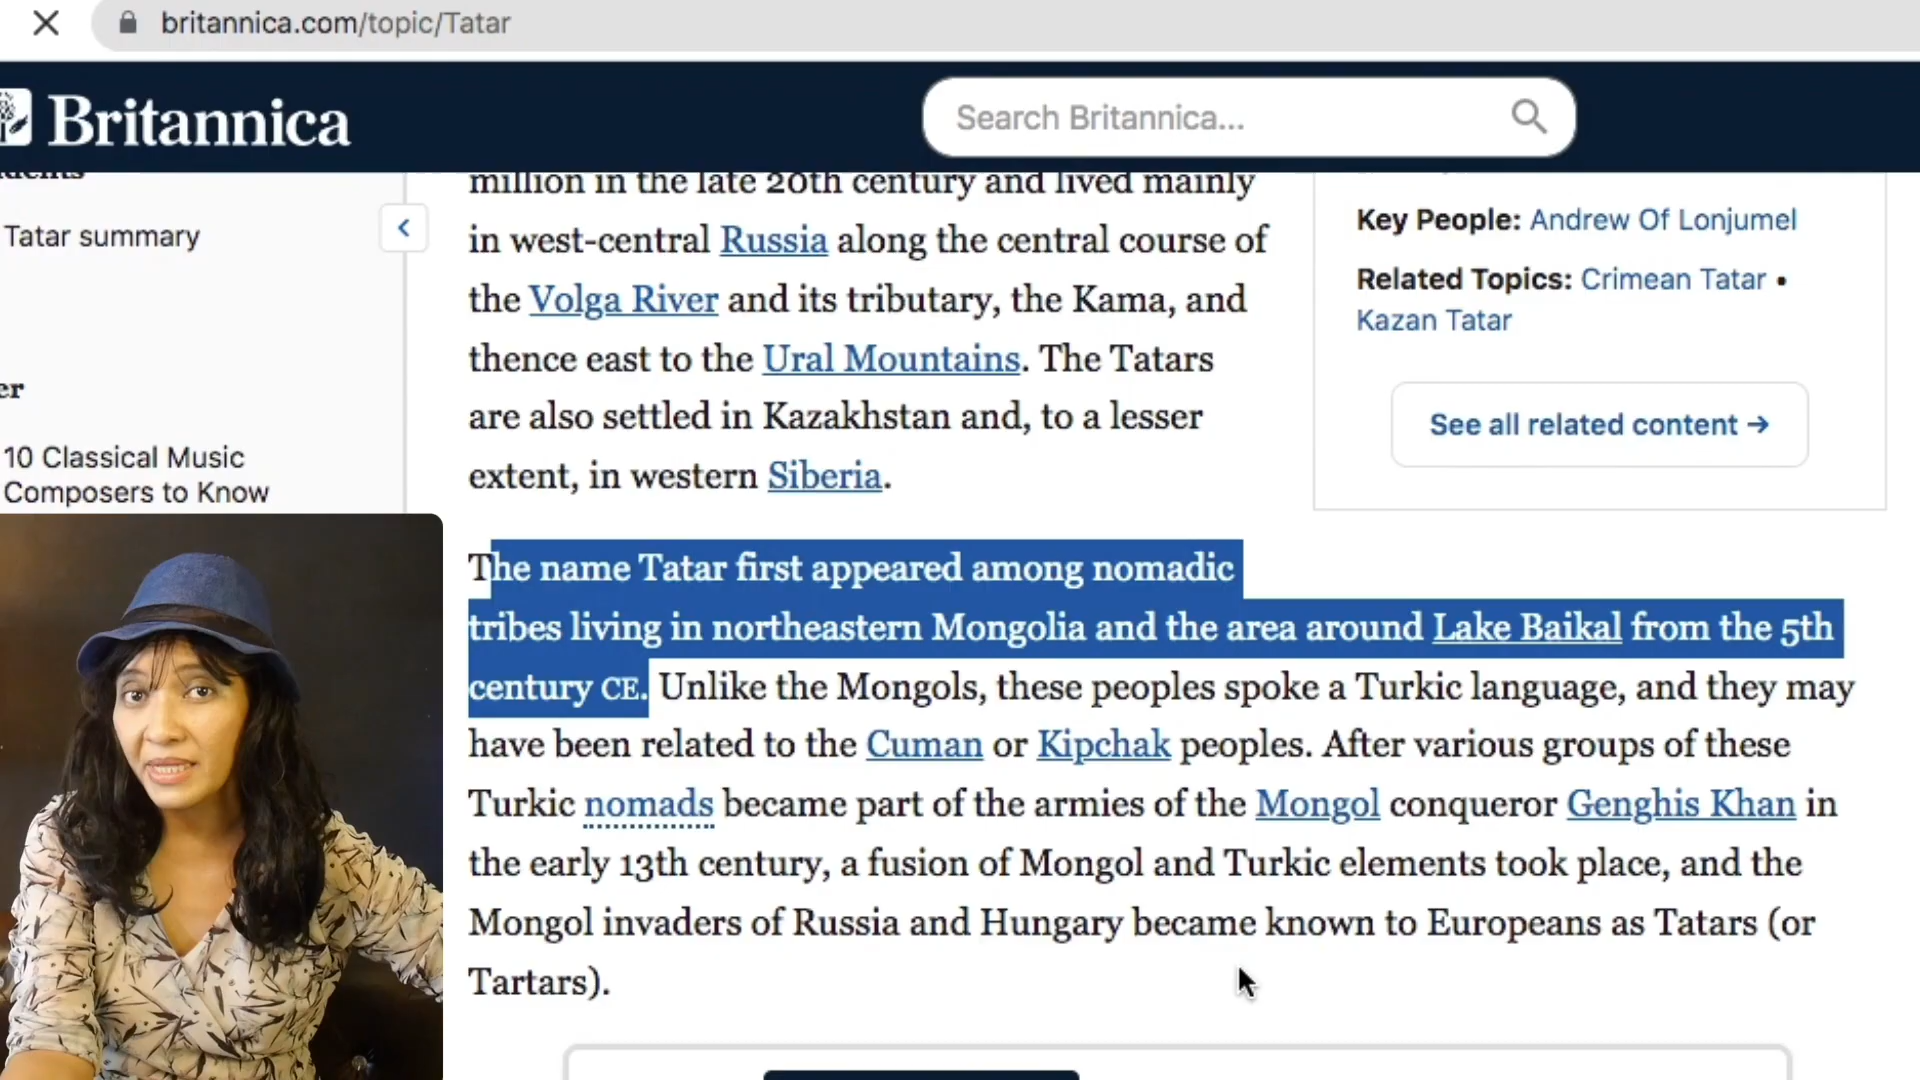 britannica.com/topic/Tatar
Britannica
Search Britannica...
Tatar summary
er
10 Classical Music
Composers to Know
million in the late 20th century and lived mainly
in west-central Russia along the central course of
the Volga River and its tributary, the Kama, and
thence east to the Ural Mountains. The Tatars
are also settled in Kazakhstan and, to a lesser
extent, in western Siberia.
The name Tatar first appeared among nomadic
tribes living in northeastern Mongolia and the area around Lake Baikal from the 5th
century CE. Unlike the Mongols, these peoples spoke a Turkic language, and they may
have been related to the Cuman or Kipchak peoples. After various groups of these
Turkic nomads became part of the armies of the Mongol conqueror Genghis Khan in
the early 13th century, a fusion of Mongol and Turkic elements took place, and the
Mongol invaders of Russia and Hungary became known to Europeans as Tatars (or
Tartars).
Key People: Andrew Of Lonjumel
Related Topics: Crimean Tatar •
Kazan Tatar
See all related content →